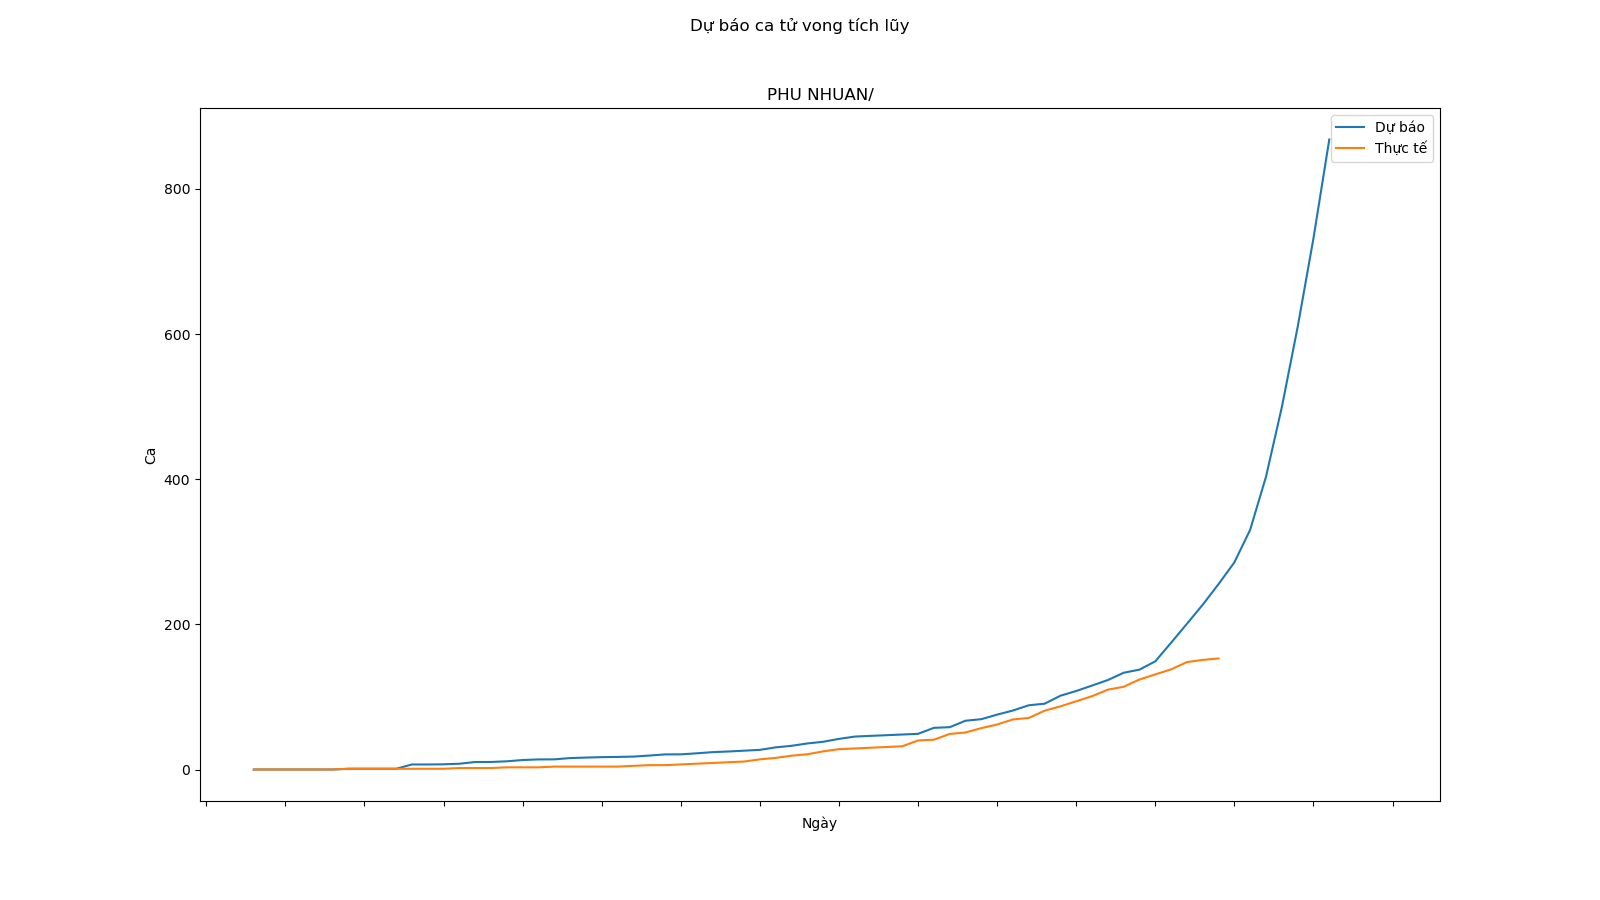 Dự báo ca tử vong tích lũy
PHU NHUAN/
Dự báo
Thực tế
800
600
400
200
0
Ca
Ngày